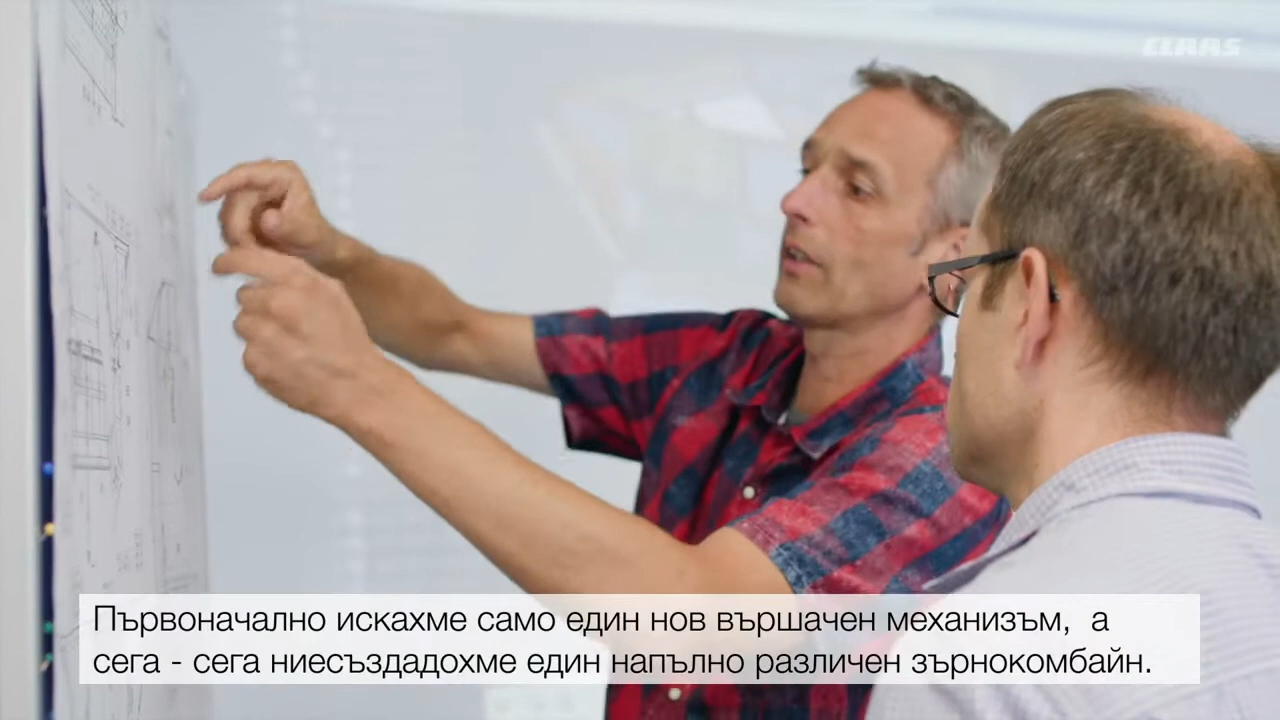 CLAAS
Първоначално искахме само един нов вършачен механизъм,  а
сега - сега ниесъздадохме един напълно различен зърнокомбайн.